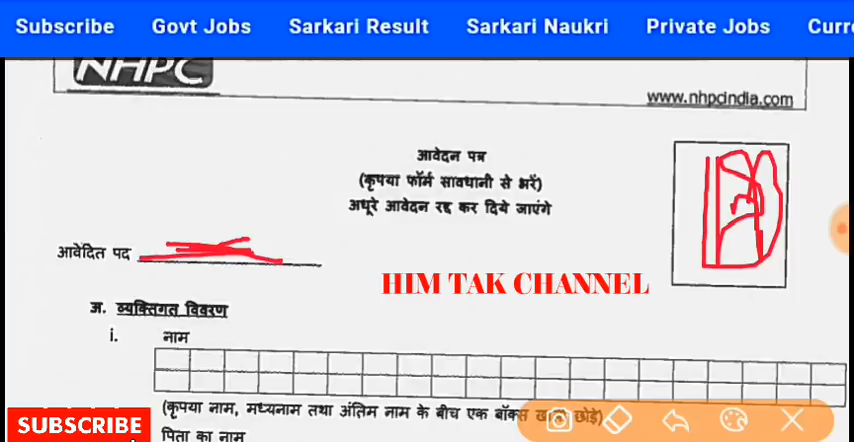 Subscribe Govt Jobs Sarkari Result Sarkari Naukri Private Jobs Curr
NHPC
www.nhpcindia.com
आवेदन पत्र
(कृपया फॉर्म सावधानी से भरें)
अधूरे आवेदन रद्द कर दिये जाएंगे
आवेदित पद
HIM TAK CHANNEL
अ. व्यक्तिगत विवरण
i. नाम
(कृपया नाम, मध्यनाम तथा अंतिम नाम के बीच एक बॉक्स छोड़े)
SUBSCRIBE
पिता का नाम